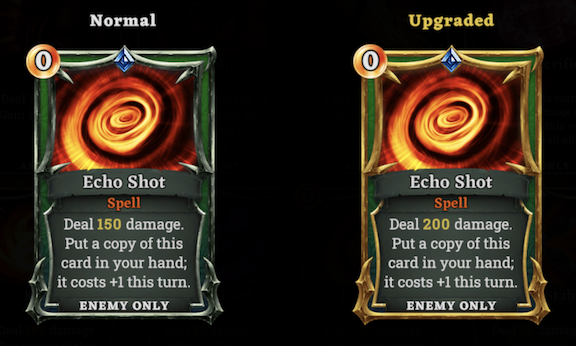 Normal
Upgraded
0
0
Echo Shot
Spell
Deal 150 damage.
Put a copy of this
card in your hand;
it costs +1 this turn.
ENEMY ONLY
Echo Shot
Spell
Deal 200 damage.
Put a copy of this
card in your hand;
it costs +1 this turn.
ENEMY ONLY